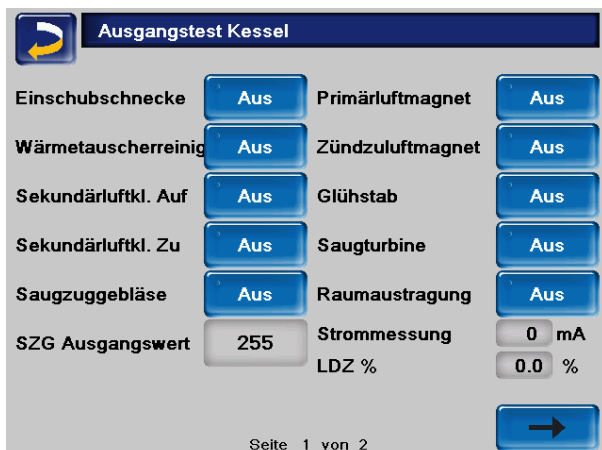 Ausgangstest Kessel
Einschubschnecke Aus Primärluftmagnet Aus
Wärmetauscherreinig Aus Zündzuluftmagnet Aus
Sekundärluftkl. Auf Aus Glühstab Aus
Sekundärluftkl. Zu Aus Saugturbine Aus
Saugzuggebläse Aus Raumaustragung Aus
SZG Ausgangswert 255 Strommessung 0 mA
LDZ % 0.0 %
Seite 1 von 2